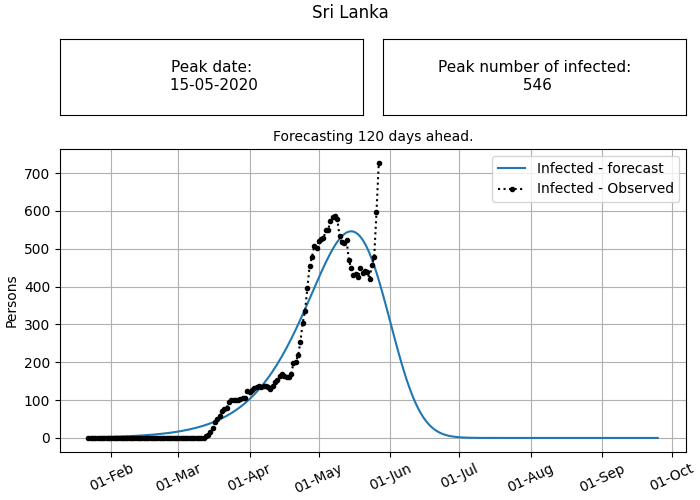 Sri Lanka
Peak date:
15-05-2020
Peak number of infected:
546
Forecasting 120 days ahead.
Infected - forecast
Infected - Observed
Persons
700
600
500
400
300
200
100
0
01-Feb
01-Mar
01-Apr
01-May
01-Jun
01-Jul
01-Aug
01-Sep
01-Oct